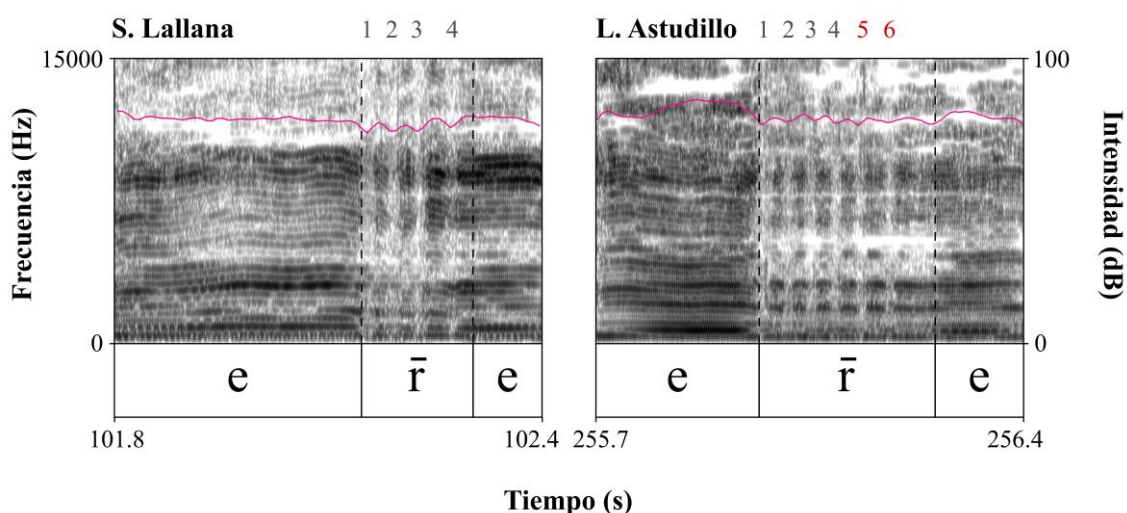 S. Lallana 1 2 3 4 L. Astudillo 1 2 3 4 5 6
15000 100
Frecuencia (Hz)
Intensidad (dB)
0 0
e r̄ e e r̄ e
101.8 102.4 255.7 256.4
Tiempo (s)